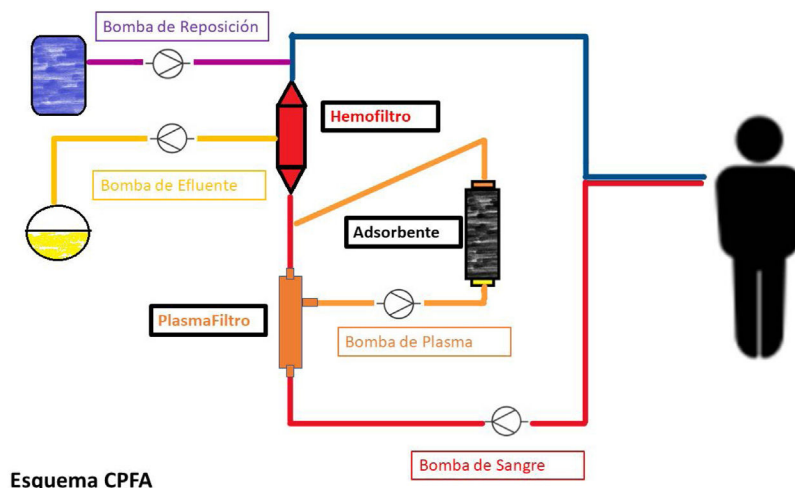 Bomba de Reposición
Hemofiltro
Bomba de Efluente
Adsorbente
PlasmaFiltro
Bomba de Plasma
Bomba de Sangre
Esquema CPFA